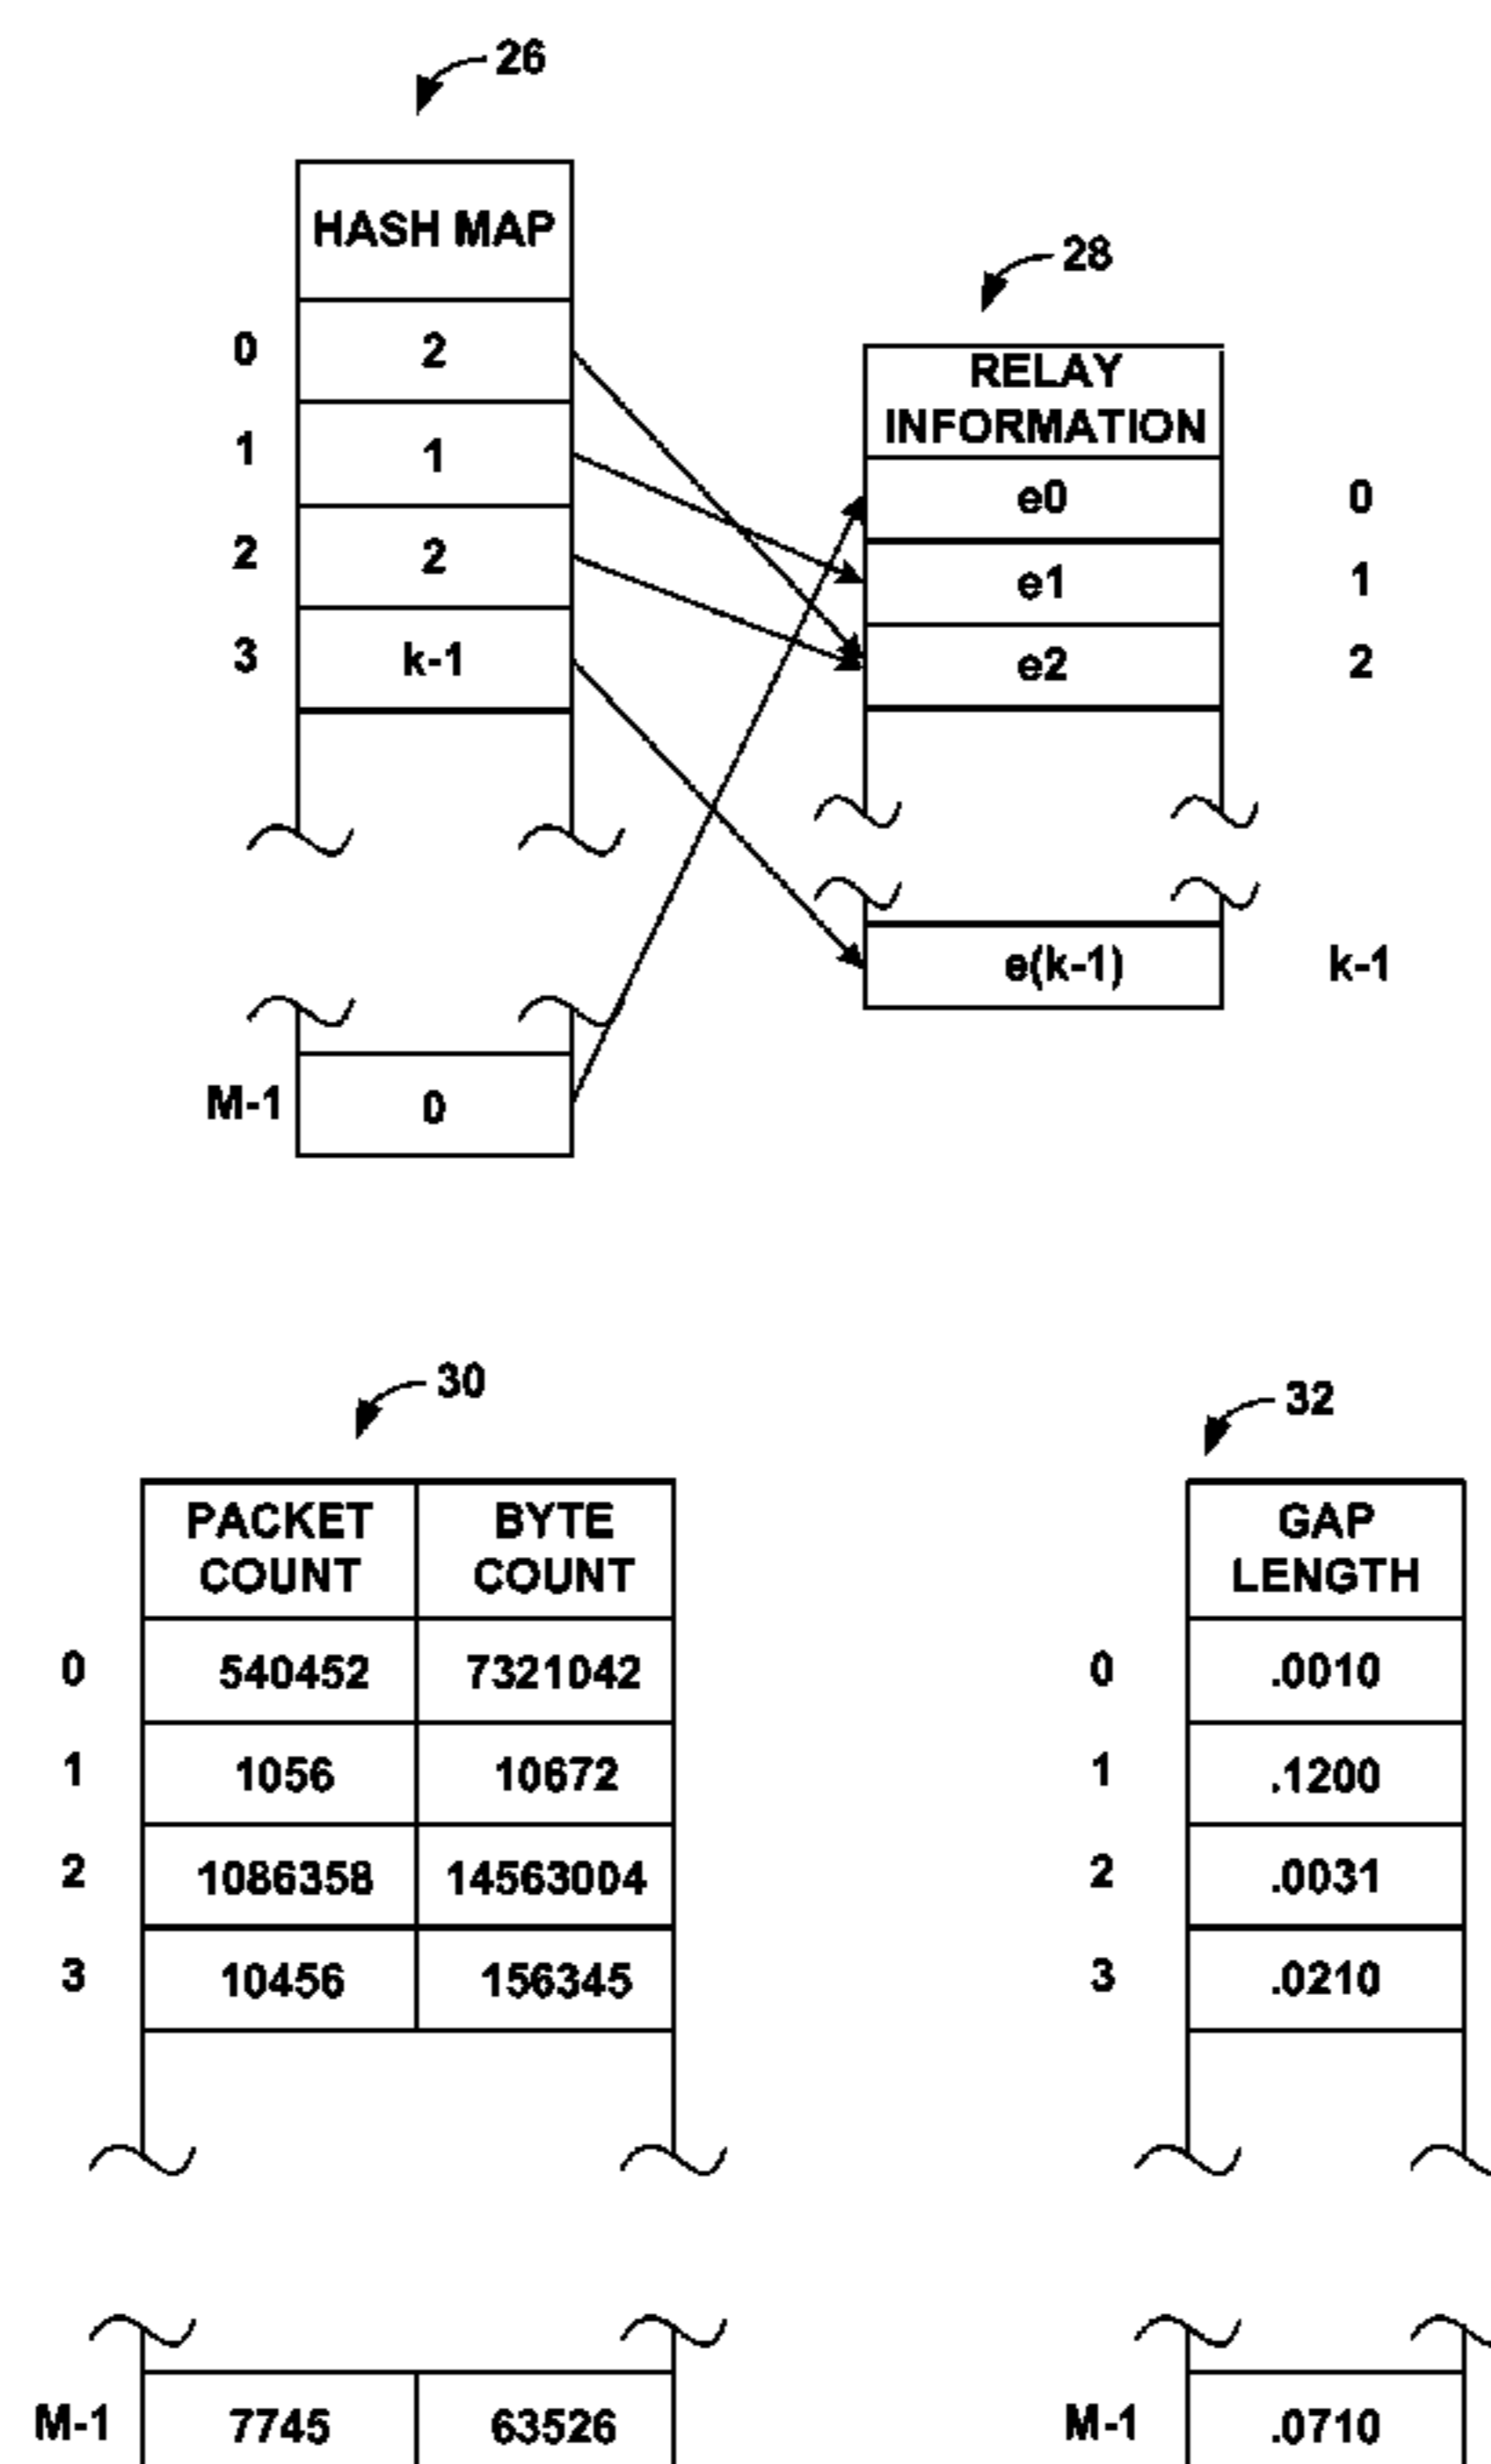 26
HASH MAP
28
0 2
RELAY
INFORMATION
1 1
e0 0
2 2
e1 1
3 k-1
e2 2
e(k-1) k-1
M-1 0
30
32
PACKET BYTE
COUNT COUNT
GAP
LENGTH
0 540452 7321042
0 .0010
1 1056 10672
1 .1200
2 1086358 14563004
2 .0031
3 10456 156345
3 .0210
M-1 7745 63526
M-1 .0710